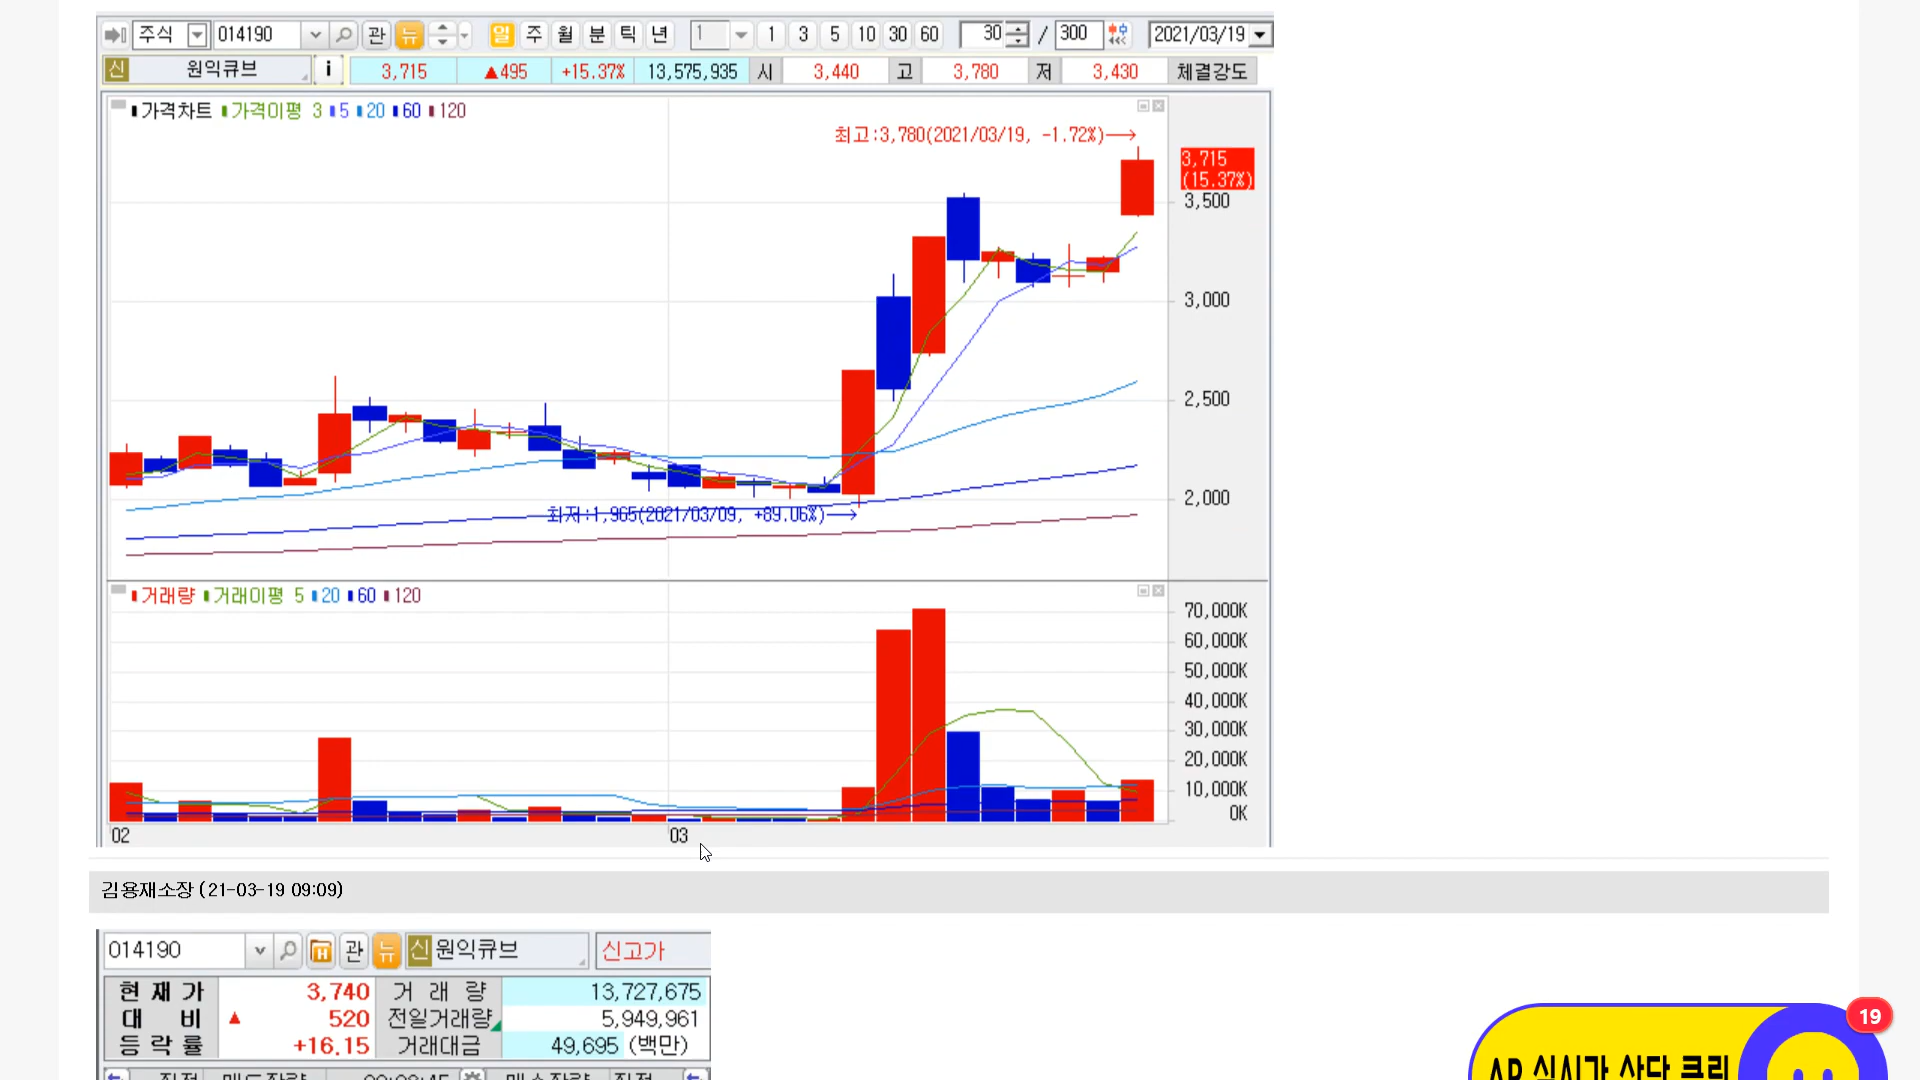 주식 014190 관 뉴 일 주 월 분 틱 년 1 1 3 5 10 30 60 30 / 300 2021/03/19
신 원익큐브 i 3,715 ▲495 +15.37% 13,575,935 시 3,440 고 3,780 저 3,430 체결강도
가격차트 가격이평 3 5 20 60 120
최고:3,780(2021/03/19, -1.72%)→
3,715
(15.37%)
3,500
3,000
2,500
2,000
최저:1,965(2021/03/09, +89.06%)→
거래량 거래이평 5 20 60 120
70,000K
60,000K
50,000K
40,000K
30,000K
20,000K
10,000K
0K
02 03
김용재소장 (21-03-19 09:09)
014190 관 뉴 신 원익큐브 신고가
현재가 3,740 거래량 13,727,675
대비 ▲ 520 전일거래량 5,949,961
등락률 +16.15 거래대금 49,695 (백만)
19